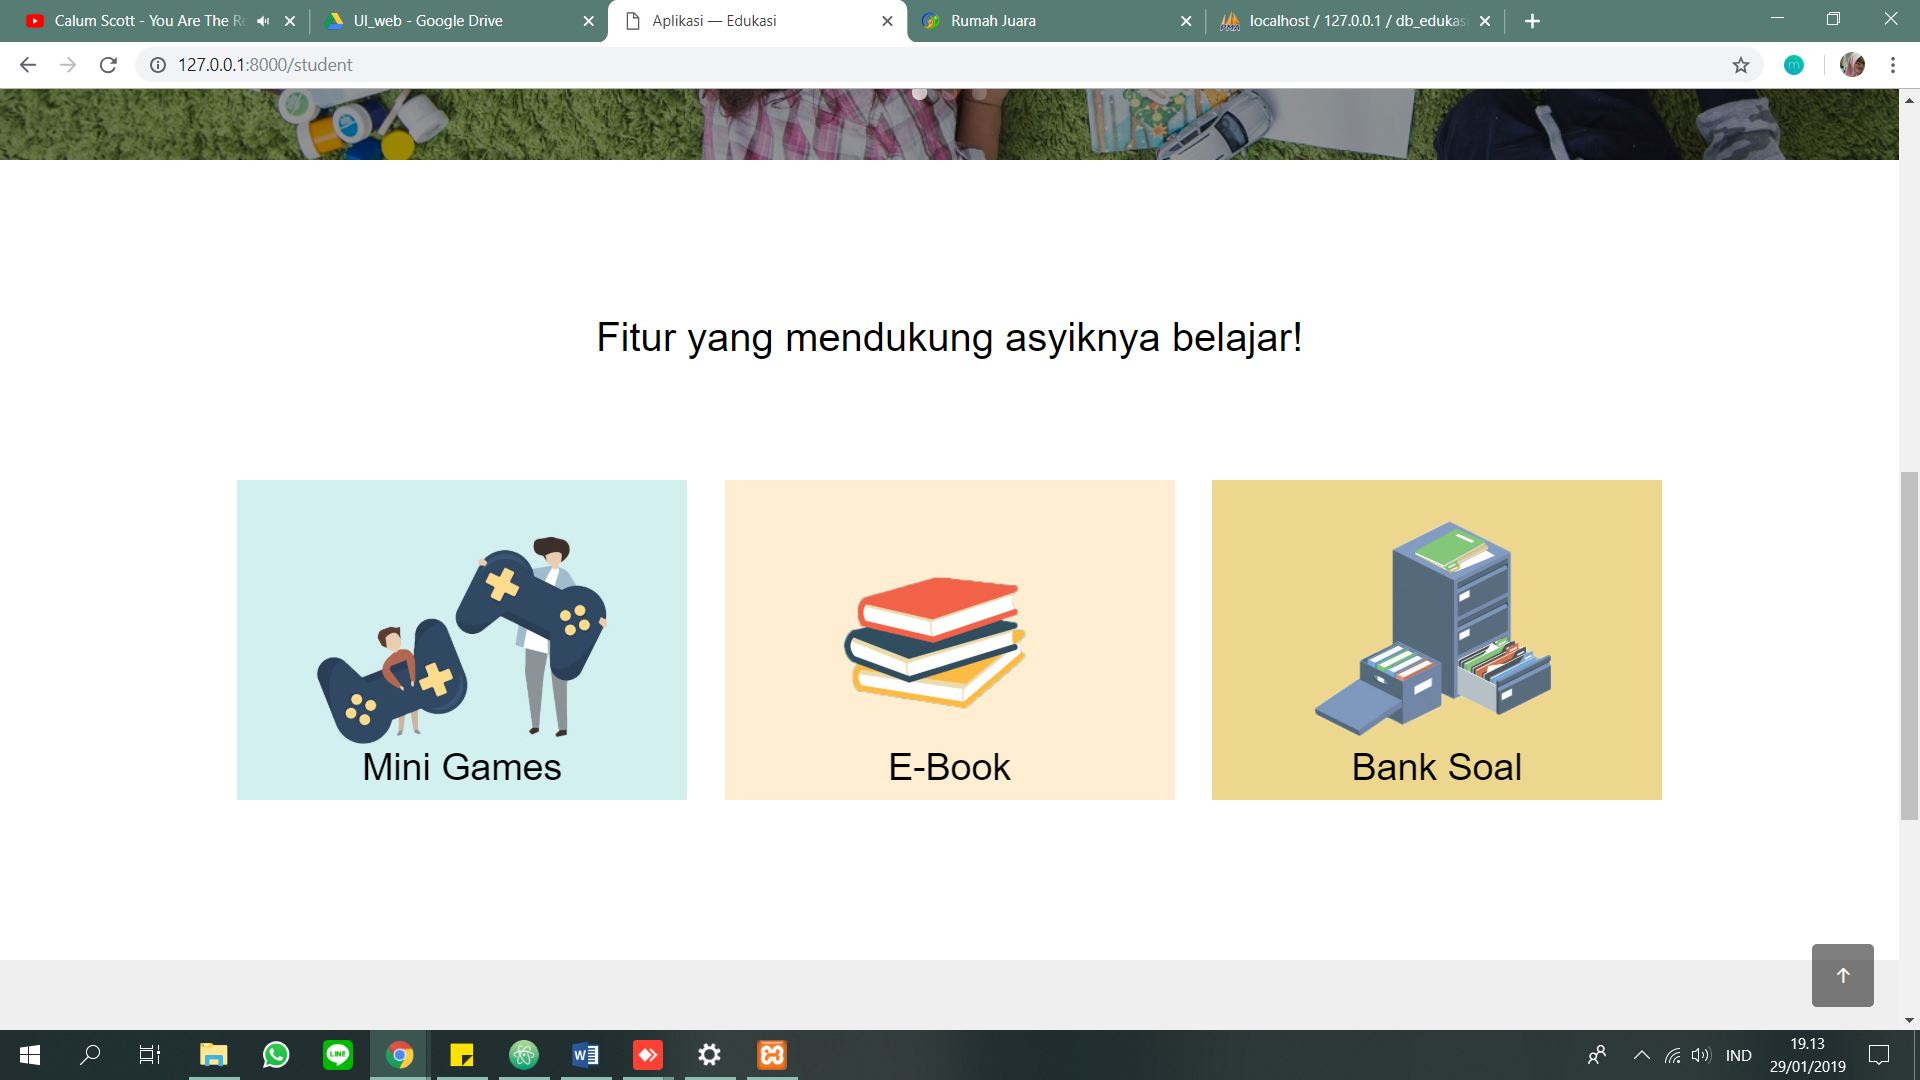 Calum Scott - You Are The Re
UI_web - Google Drive
Aplikasi — Edukasi
Rumah Juara
localhost / 127.0.0.1 / db_edukas
127.0.0.1:8000/student
Fitur yang mendukung asyiknya belajar!
Mini Games
E-Book
Bank Soal
IND
19.13
29/01/2019